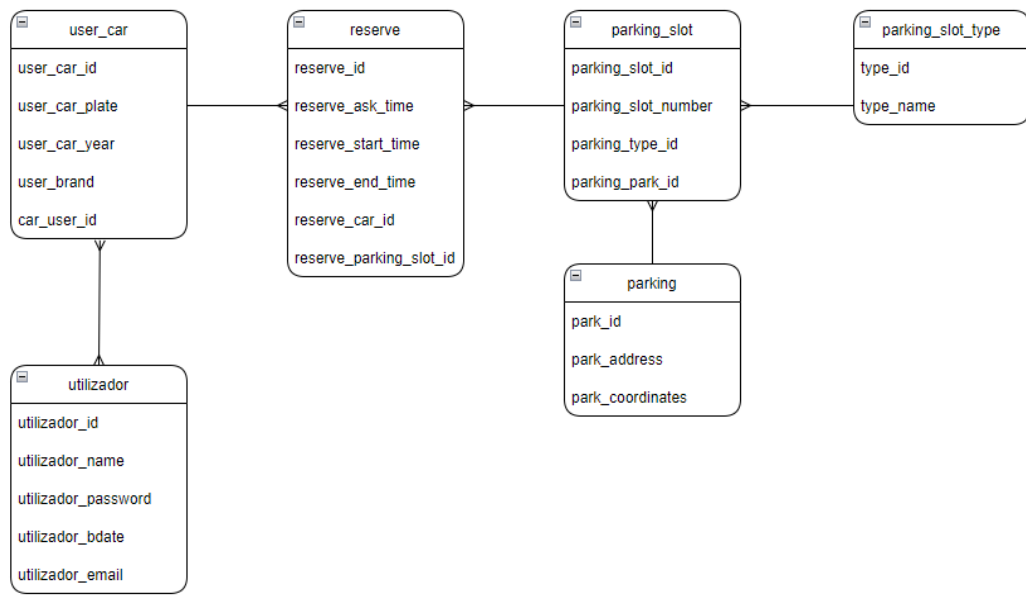 user_car
user_car_id
user_car_plate
user_car_year
user_brand
car_user_id
reserve
reserve_id
reserve_ask_time
reserve_start_time
reserve_end_time
reserve_car_id
reserve_parking_slot_id
parking_slot
parking_slot_id
parking_slot_number
parking_type_id
parking_park_id
parking_slot_type
type_id
type_name
parking
park_id
park_address
park_coordinates
utilizador
utilizador_id
utilizador_name
utilizador_password
utilizador_bdate
utilizador_email